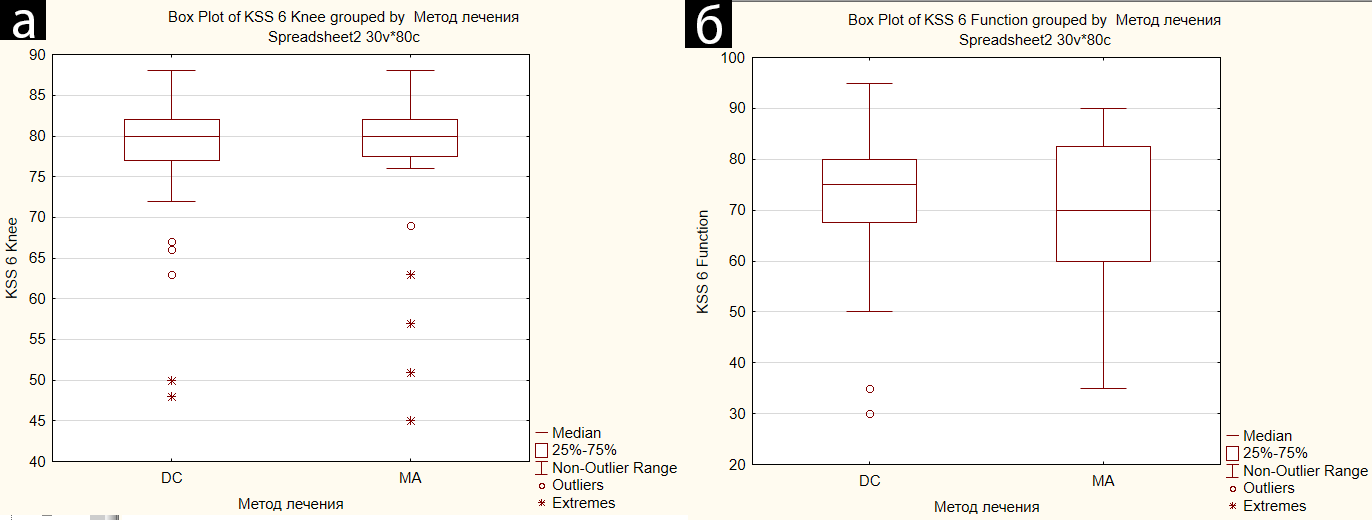 а
Box Plot of KSS 6 Knee grouped by Метод лечения
Spreadsheet2 30v*80c
90
85
80
75
70
65
60
55
50
45
40
KSS 6 Knee
DC
MA
Метод лечения
Median
25%-75%
Non-Outlier Range
Outliers
Extremes
б
Box Plot of KSS 6 Function grouped by Метод лечения
Spreadsheet2 30v*80c
100
90
80
70
60
50
40
30
20
KSS 6 Function
DC
MA
Метод лечения
Median
25%-75%
Non-Outlier Range
Outliers
Extremes